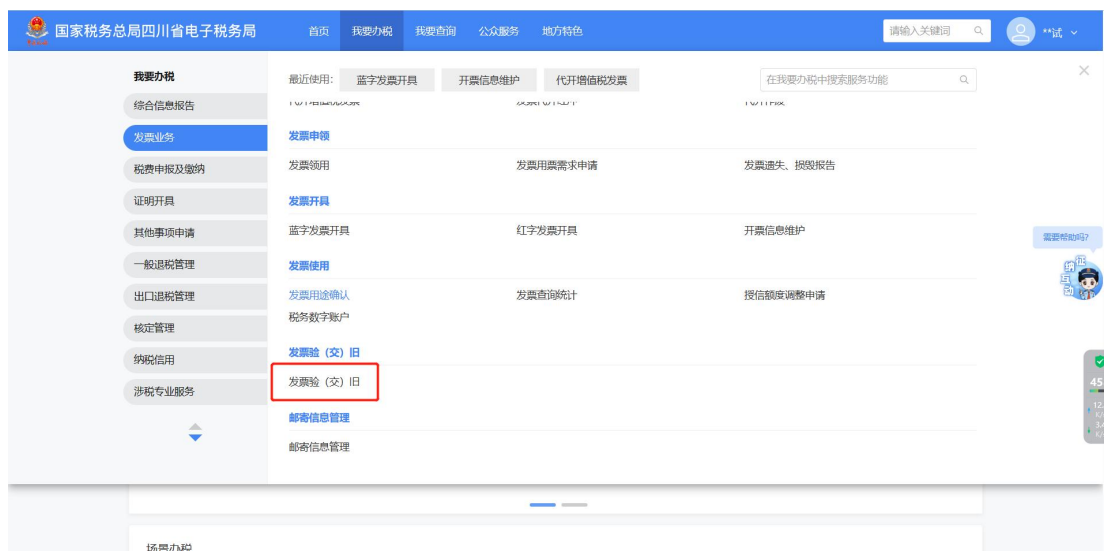 国家税务总局四川省电子税务局 首页 我要办税 我要查询 公众服务 地方特色 请输入关键词 **试
我要办税
综合信息报告
发票业务
税费申报及缴纳
证明开具
其他事项申请
一般退税管理
出口退税管理
核定管理
纳税信用
涉税专业服务
最近使用: 蓝字发票开具 开票信息维护 代开增值税发票 在我要办税中搜索服务功能
代开增值税发票
发票申领
发票领用 发票用票需求申请 发票遗失、损毁报告
发票开具
蓝字发票开具 红字发票开具 开票信息维护
发票使用
发票用途确认 发票查询统计 授信额度调整申请
税务数字账户
发票验（交）旧
发票验（交）旧
邮寄信息管理
邮寄信息管理
需要帮助吗?
征纳互动
45
场景办税